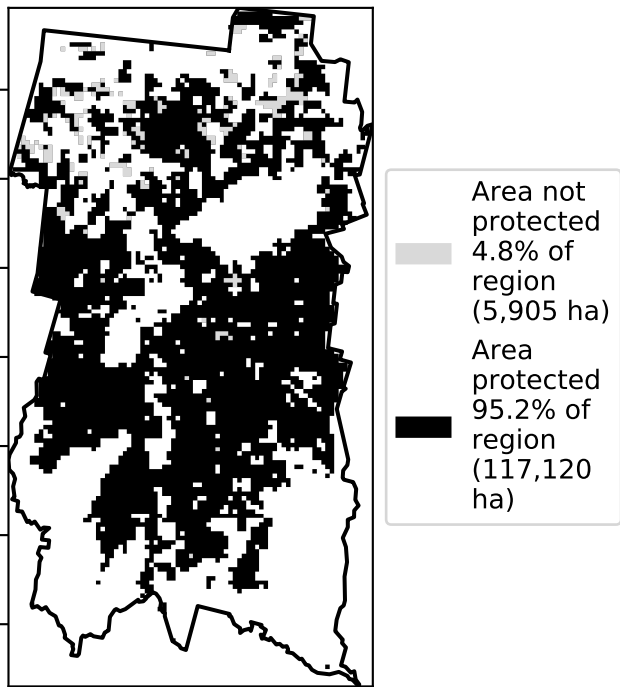 Area not
protected
4.8% of
region
(5,905 ha)
Area
protected
95.2% of
region
(117,120
ha)